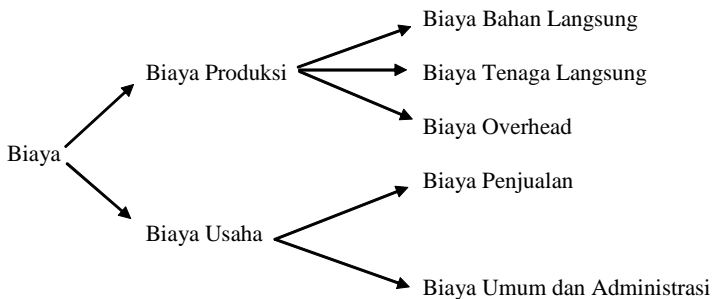 Biaya Bahan Langsung
Biaya Produksi
Biaya Tenaga Langsung
Biaya Overhead
Biaya
Biaya Penjualan
Biaya Usaha
Biaya Umum dan Administrasi